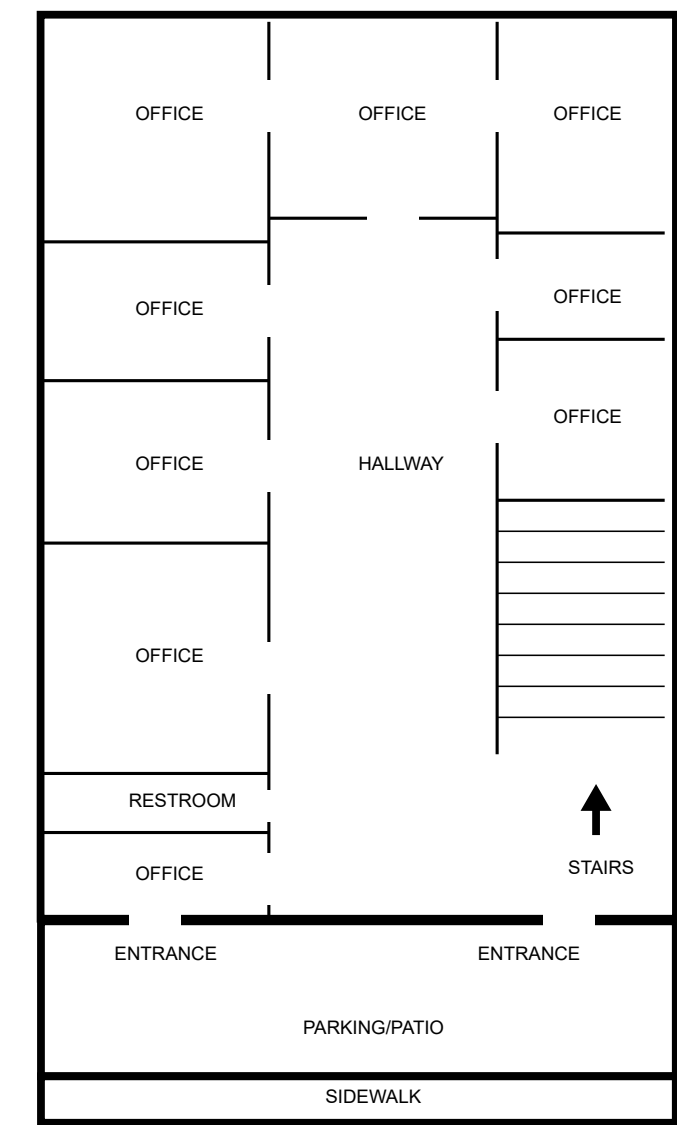 OFFICE
OFFICE
OFFICE
OFFICE
OFFICE
OFFICE
OFFICE
HALLWAY
OFFICE
RESTROOM
OFFICE
STAIRS
ENTRANCE
ENTRANCE
PARKING/PATIO
SIDEWALK